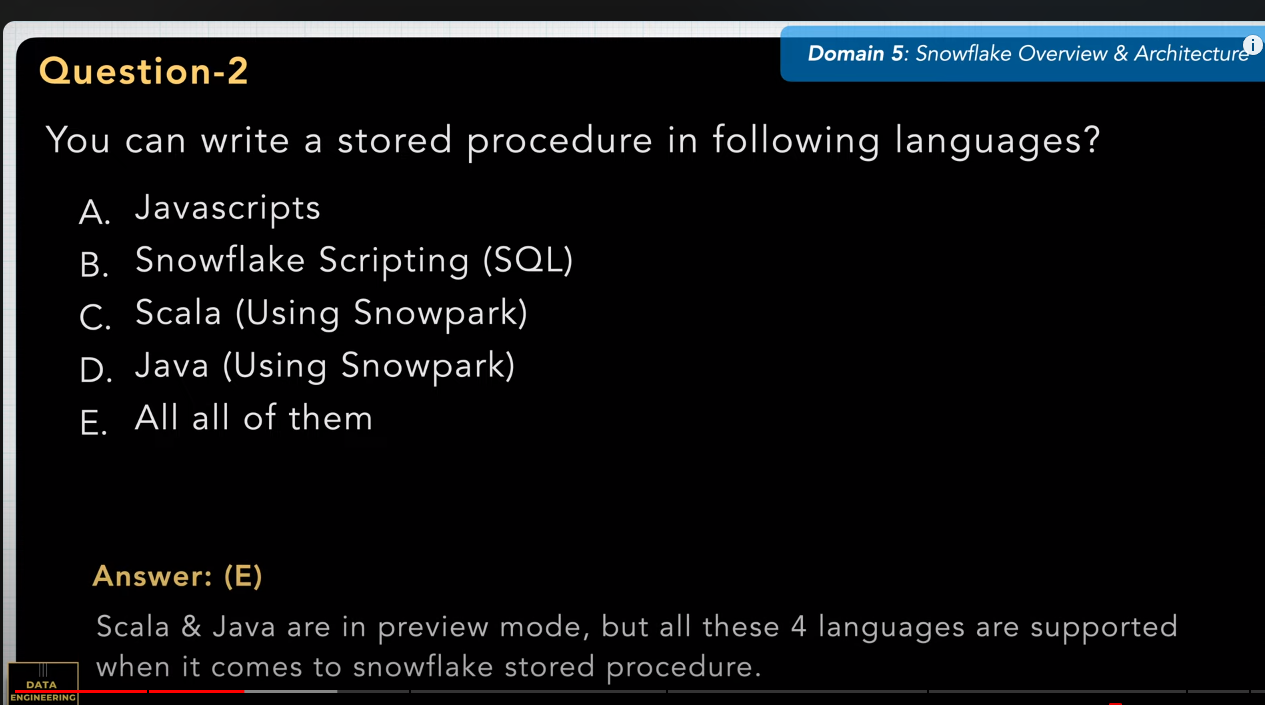 Domain 5: Snowflake Overview & Architecture
i
Question-2
You can write a stored procedure in following languages?
A. Javascripts
B. Snowflake Scripting (SQL)
C. Scala (Using Snowpark)
D. Java (Using Snowpark)
E. All all of them
Answer: (E)
Scala & Java are in preview mode, but all these 4 languages are supported
when it comes to snowflake stored procedure.
DATA
ENGINEERING